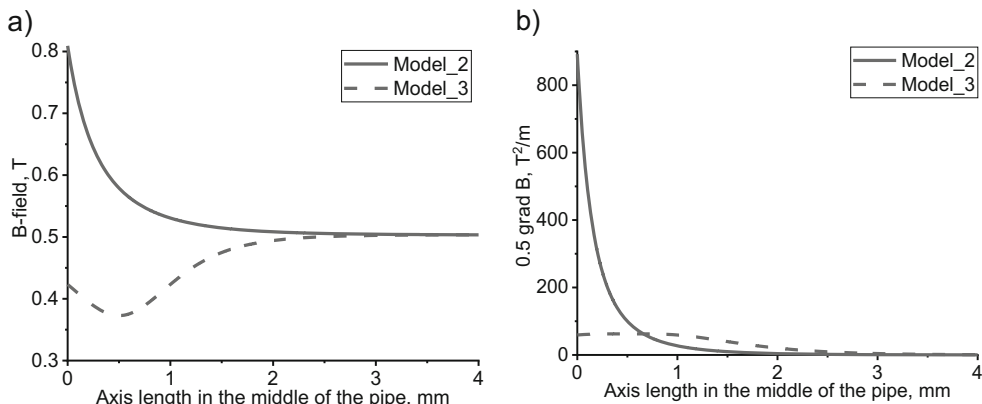 a)
0.8
0.7
0.6
0.5
0.4
0.3
B-field, T
Model_2
Model_3
0 1 2 3 4
Axis length in the middle of the pipe, mm
b)
800
600
400
200
0
0.5 grad B, T²/m
Model_2
Model_3
0 1 2 3 4
Axis length in the middle of the pipe, mm